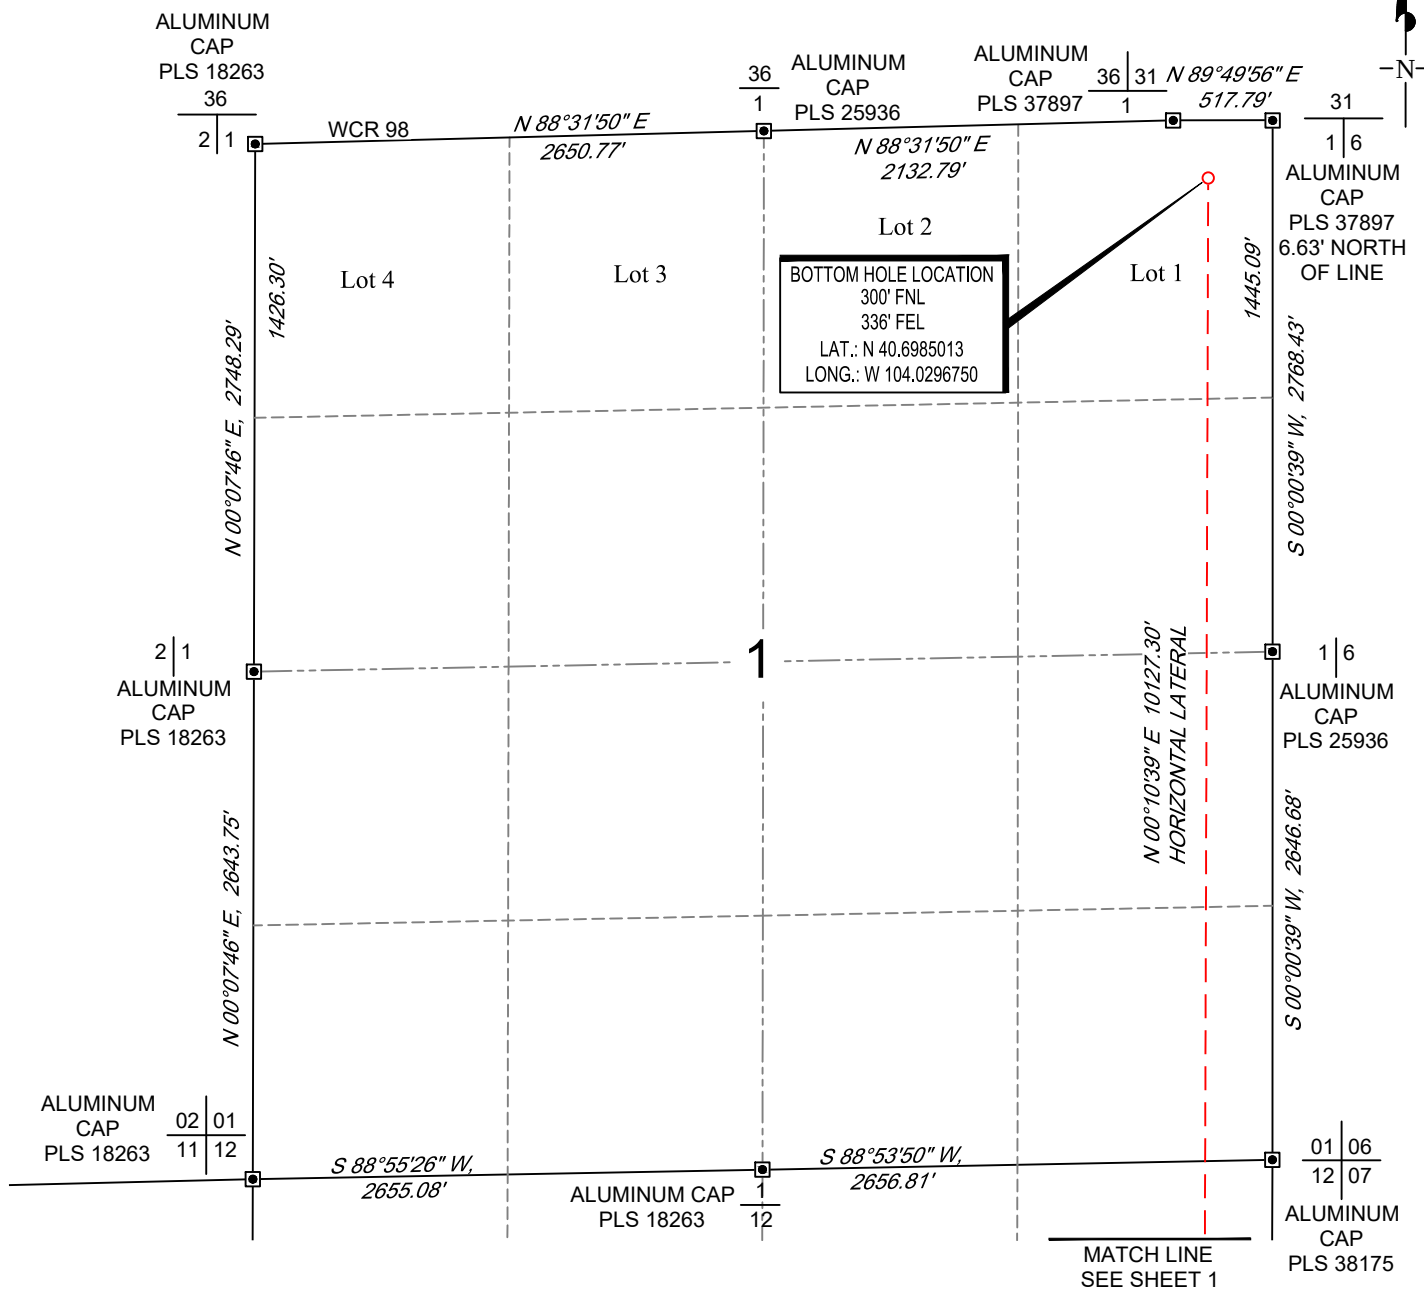 ALUMINUM
CAP
PLS 18263
36
2 1
WCR 98
N 88°31'50" E
2650.77'
36
1
ALUMINUM
CAP
PLS 25936
ALUMINUM
CAP
PLS 37897
36 31
1
N 89°49'56" E
517.79'
N
31
1 6
ALUMINUM
CAP
PLS 37897
6.63' NORTH
OF LINE
N 88°31'50" E
2132.79'
Lot 4
Lot 3
Lot 2
Lot 1
BOTTOM HOLE LOCATION
300' FNL
336' FEL
LAT.: N 40.6985013
LONG.: W 104.0296750
1426.30'
N 00°07'46" E, 2748.29'
1445.09'
S 00°00'39" W, 2768.43'
2 1
ALUMINUM
CAP
PLS 18263
1
N 00°10'39" E 10127.30'
HORIZONTAL LATERAL
1 6
ALUMINUM
CAP
PLS 25936
N 00°07'46" E, 2643.75'
S 00°00'39" W, 2646.68'
ALUMINUM
CAP
PLS 18263
02 01
11 12
S 88°55'26" W,
2655.08'
ALUMINUM CAP
PLS 18263
1
12
S 88°53'50" W,
2656.81'
01 06
12 07
ALUMINUM
CAP
PLS 38175
MATCH LINE
SEE SHEET 1